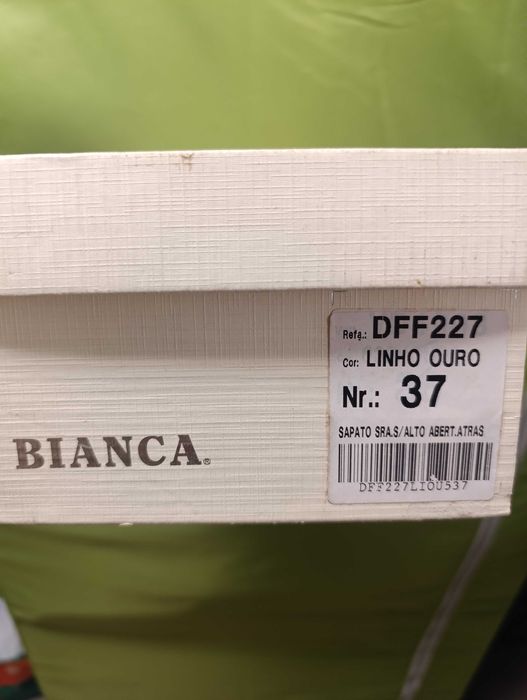 Refª.: DFF227
Cor: LINHO OURO
Nr.: 37
SAPATO SRA.S/ALTO ABERT.ATRAS
DFF227LIOU537
BIANCA®